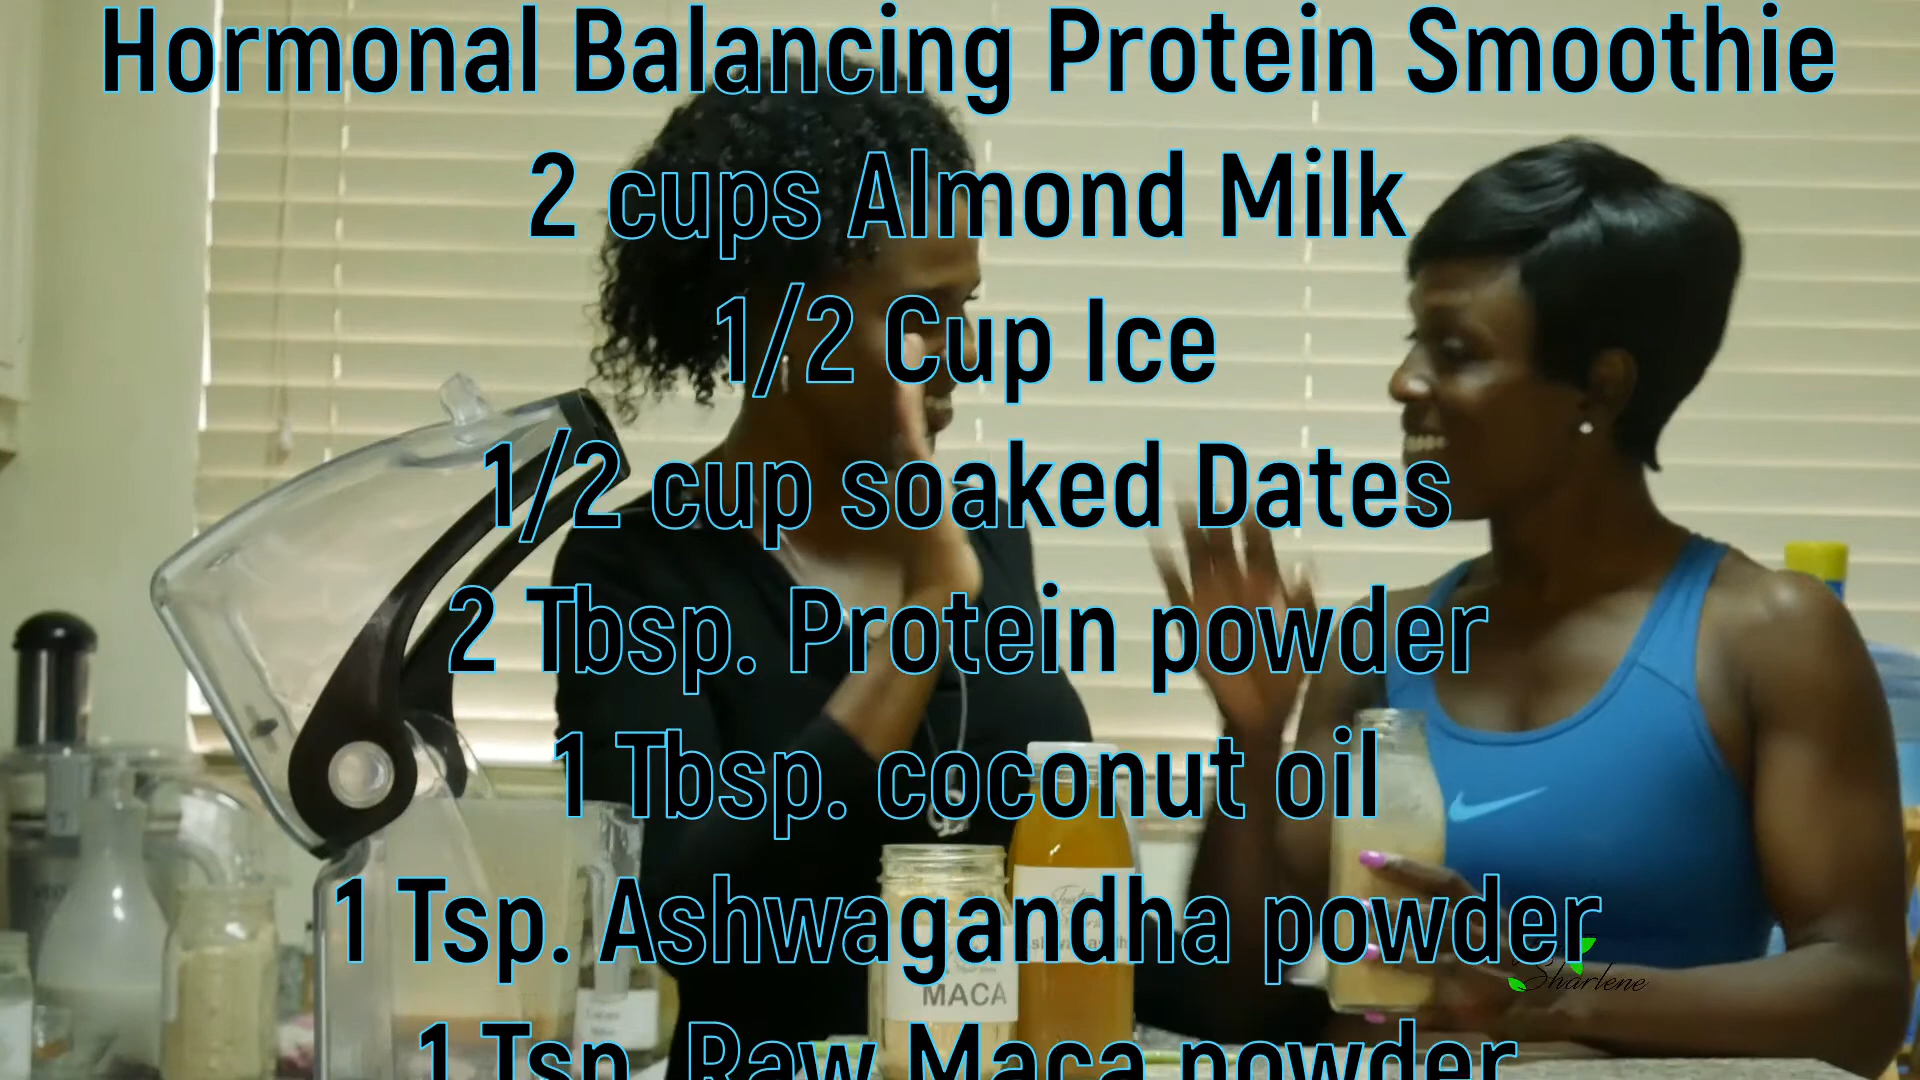 Hormonal Balancing Protein Smoothie
2 cups Almond Milk
1/2 Cup Ice
1/2 cup soaked Dates
2 Tbsp. Protein powder
1 Tbsp. coconut oil
1 Tsp. Ashwagandha powder
MACA
Sharlene
1 Tsp. Raw Maca powder